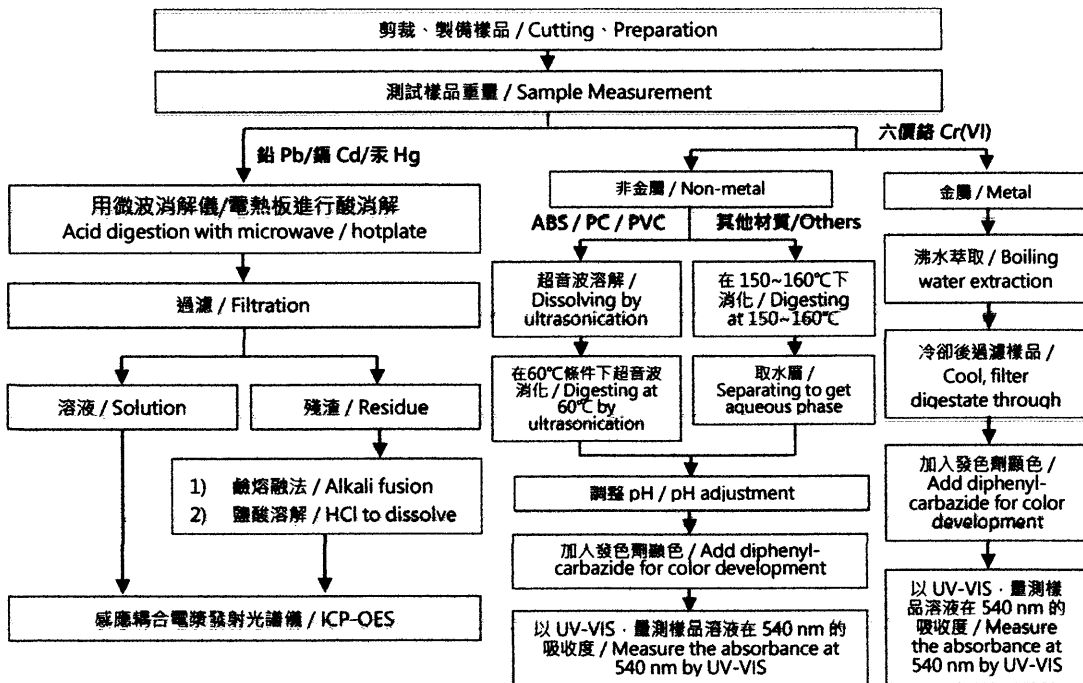 剪裁、製備樣品 / Cutting、Preparation
測試樣品重量 / Sample Measurement
鉛 Pb/鎘 Cd/汞 Hg
六價鉻 Cr(VI)
用微波消解儀/電熱板進行酸消解
Acid digestion with microwave / hotplate
過濾 / Filtration
溶液 / Solution
殘渣 / Residue
1) 鹼熔融法 / Alkali fusion
2) 鹽酸溶解 / HCl to dissolve
感應耦合電漿發射光譜儀 / ICP-OES
非金屬 / Non-metal
ABS / PC / PVC
其他材質/Others
超音波溶解 /
Dissolving by
ultrasonication
在60℃條件下超音波
消化 / Digesting at
60℃ by
ultrasonication
在 150~160℃下
消化 / Digesting
at 150~160℃
取水層 /
Separating to get
aqueous phase
調整 pH / pH adjustment
加入發色劑顯色 / Add diphenyl-
carbazide for color development
以 UV-VIS．量測樣品溶液在 540 nm 的
吸收度 / Measure the absorbance at
540 nm by UV-VIS
金屬 / Metal
沸水萃取 / Boiling
water extraction
冷卻後過濾樣品 /
Cool, filter
digestate through
加入發色劑顯色 /
Add diphenyl-
carbazide for color
development
以 UV-VIS．量測樣
品溶液在 540 nm 的
吸收度 / Measure
the absorbance at
540 nm by UV-VIS